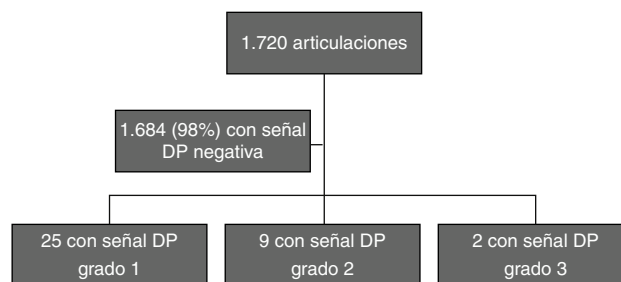 1.720 articulaciones
1.684 (98%) con señal
DP negativa
25 con señal DP
grado 1
9 con señal DP
grado 2
2 con señal DP
grado 3